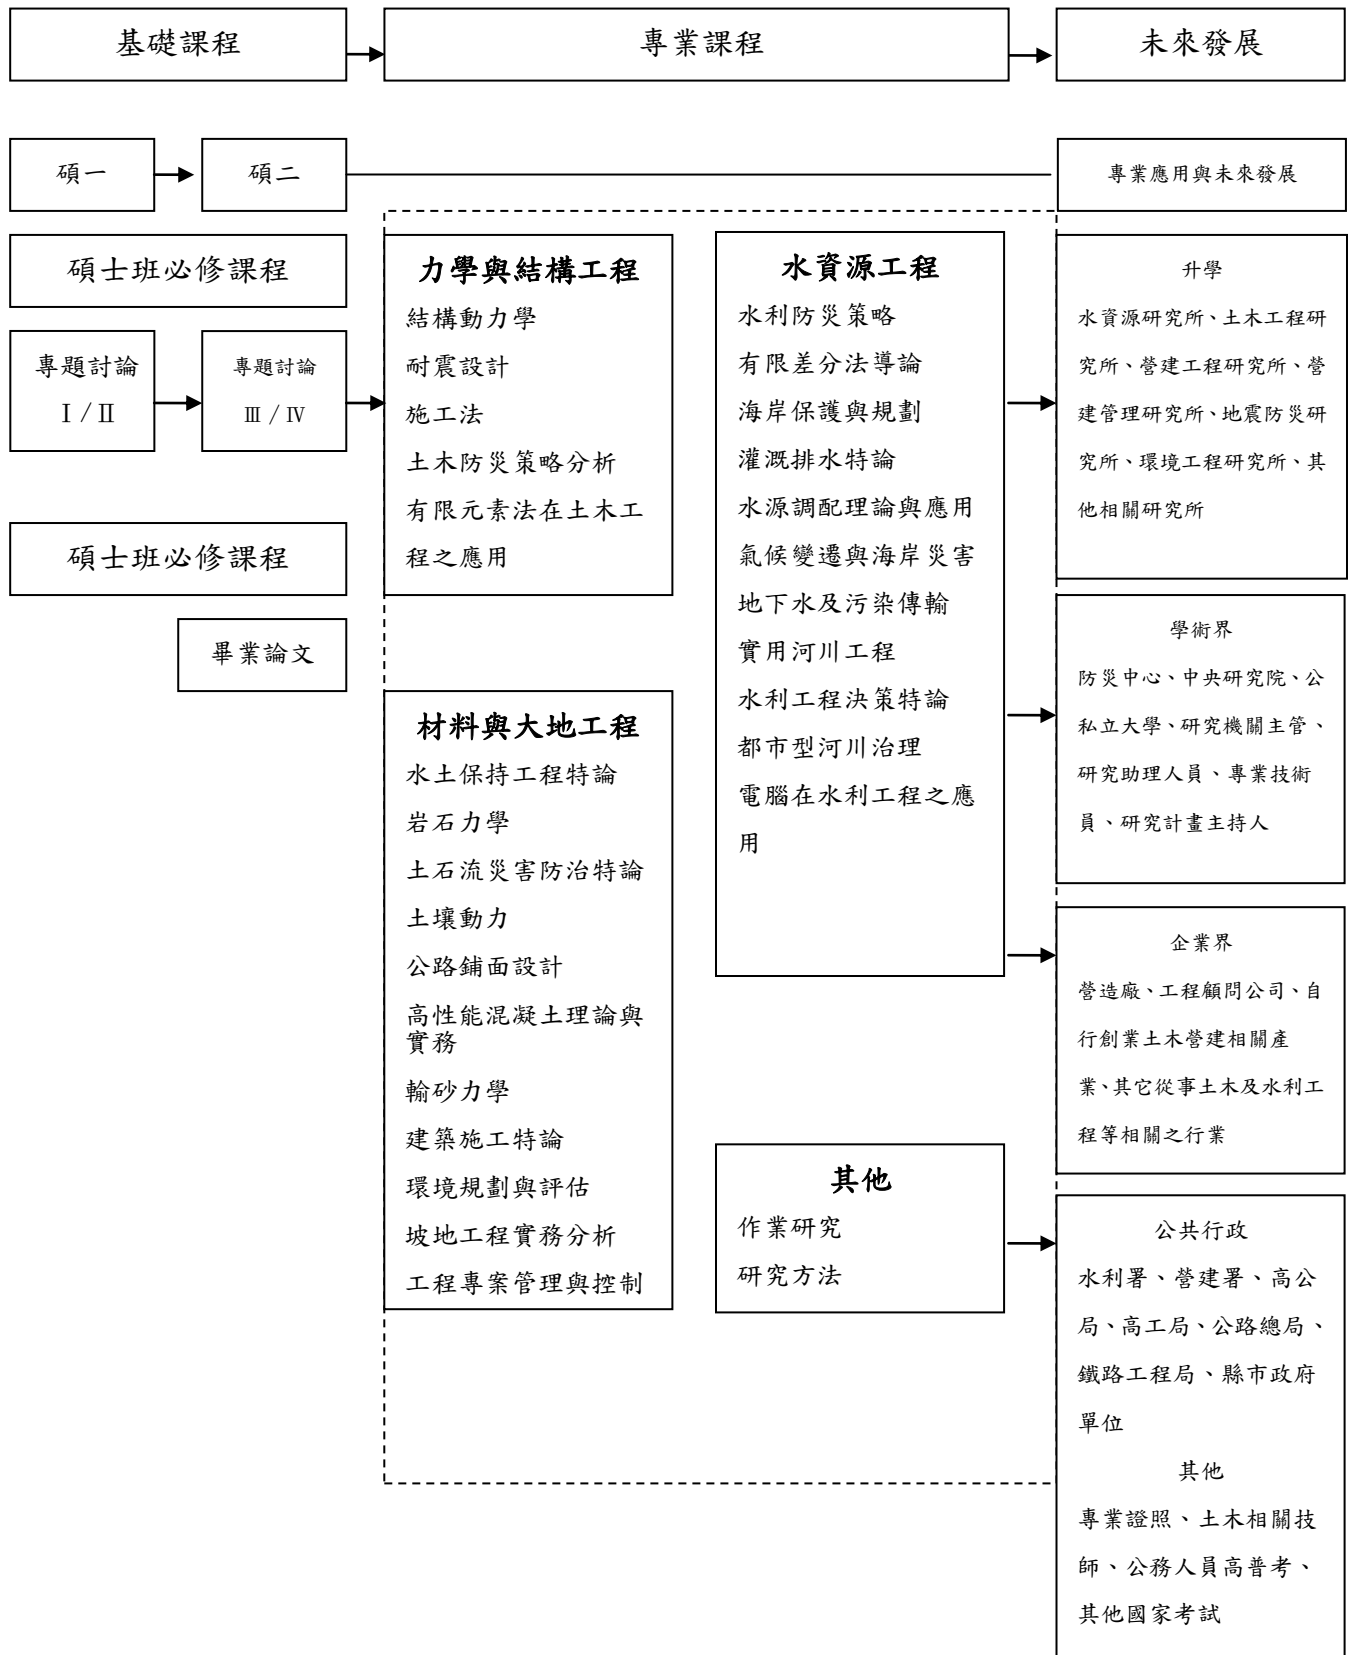 基礎課程
專業課程
未來發展
碩一
碩二
專業應用與未來發展
碩士班必修課程
專題討論
Ⅰ / Ⅱ
專題討論
Ⅲ / Ⅳ
碩士班必修課程
畢業論文
力學與結構工程
結構動力學
耐震設計
施工法
土木防災策略分析
有限元素法在土木工
程之應用
材料與大地工程
水土保持工程特論
岩石力學
土石流災害防治特論
土壤動力
公路鋪面設計
高性能混凝土理論與
實務
輸砂力學
建築施工特論
環境規劃與評估
坡地工程實務分析
工程專案管理與控制
水資源工程
水利防災策略
有限差分法導論
海岸保護與規劃
灌溉排水特論
水源調配理論與應用
氣候變遷與海岸災害
地下水及污染傳輸
實用河川工程
水利工程決策特論
都市型河川治理
電腦在水利工程之應
用
其他
作業研究
研究方法
升學
水資源研究所、土木工程研
究所、營建工程研究所、營
建管理研究所、地震防災研
究所、環境工程研究所、其
他相關研究所
學術界
防災中心、中央研究院、公
私立大學、研究機關主管、
研究助理人員、專業技術
員、研究計畫主持人
企業界
營造廠、工程顧問公司、自
行創業土木營建相關產
業、其它從事土木及水利工
程等相關之行業
公共行政
水利署、營建署、高公
局、高工局、公路總局、
鐵路工程局、縣市政府
單位
其他
專業證照、土木相關技
師、公務人員高普考、
其他國家考試